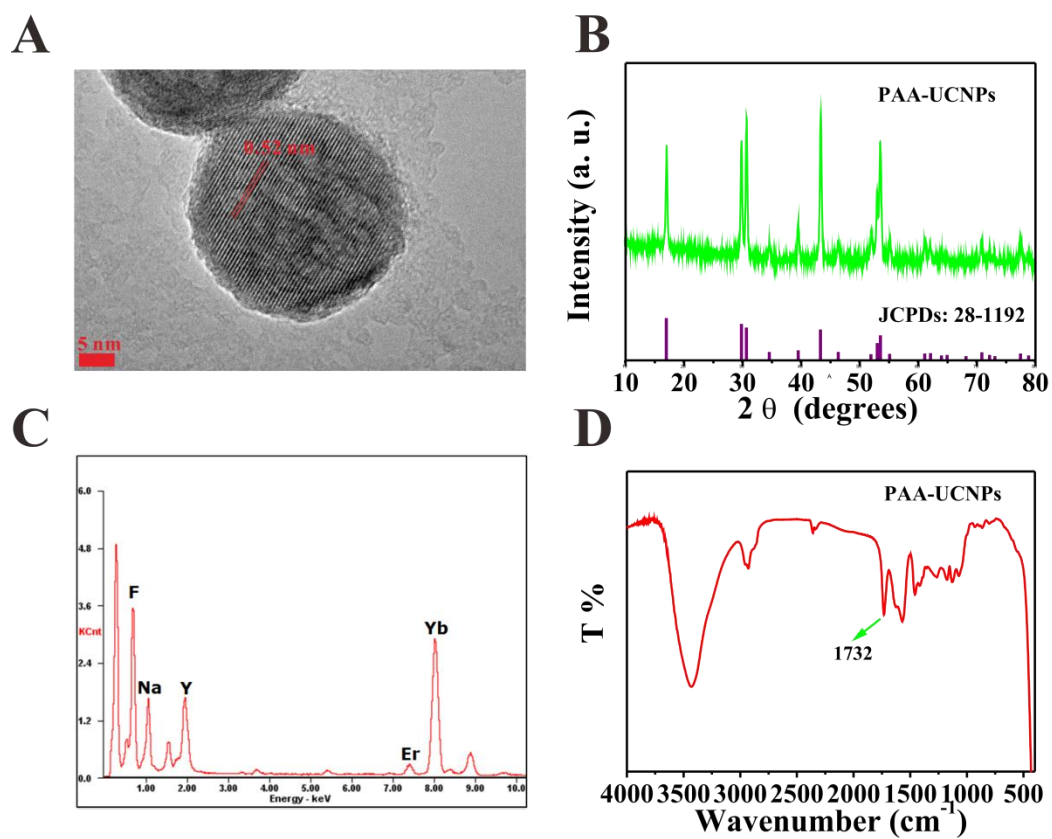 A
0.52 nm
5 nm
B
PAA-UCNPs
JCPDs: 28-1192
Intensity (a. u.)
10 20 30 40 50 60 70 80
2 θ (degrees)
C
6.0
4.8
3.6
KCnt
2.4
1.2
0.0
F
Na
Y
Er
Yb
1.00 2.00 3.00 4.00 5.00 6.00 7.00 8.00 9.00 10.0
Energy - keV
D
PAA-UCNPs
T %
1732
4000 3500 3000 2500 2000 1500 1000 500
Wavenumber (cm⁻¹)